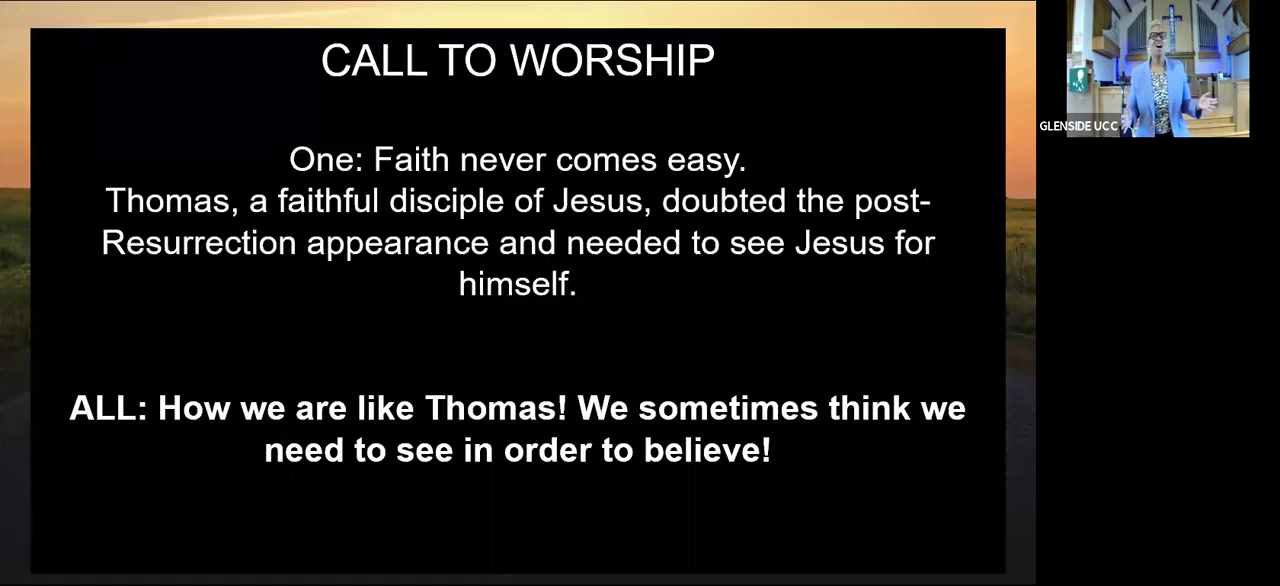 CALL TO WORSHIP
One: Faith never comes easy.
Thomas, a faithful disciple of Jesus, doubted the post-
Resurrection appearance and needed to see Jesus for
himself.
ALL: How we are like Thomas! We sometimes think we
need to see in order to believe!
GLENSIDE UCC